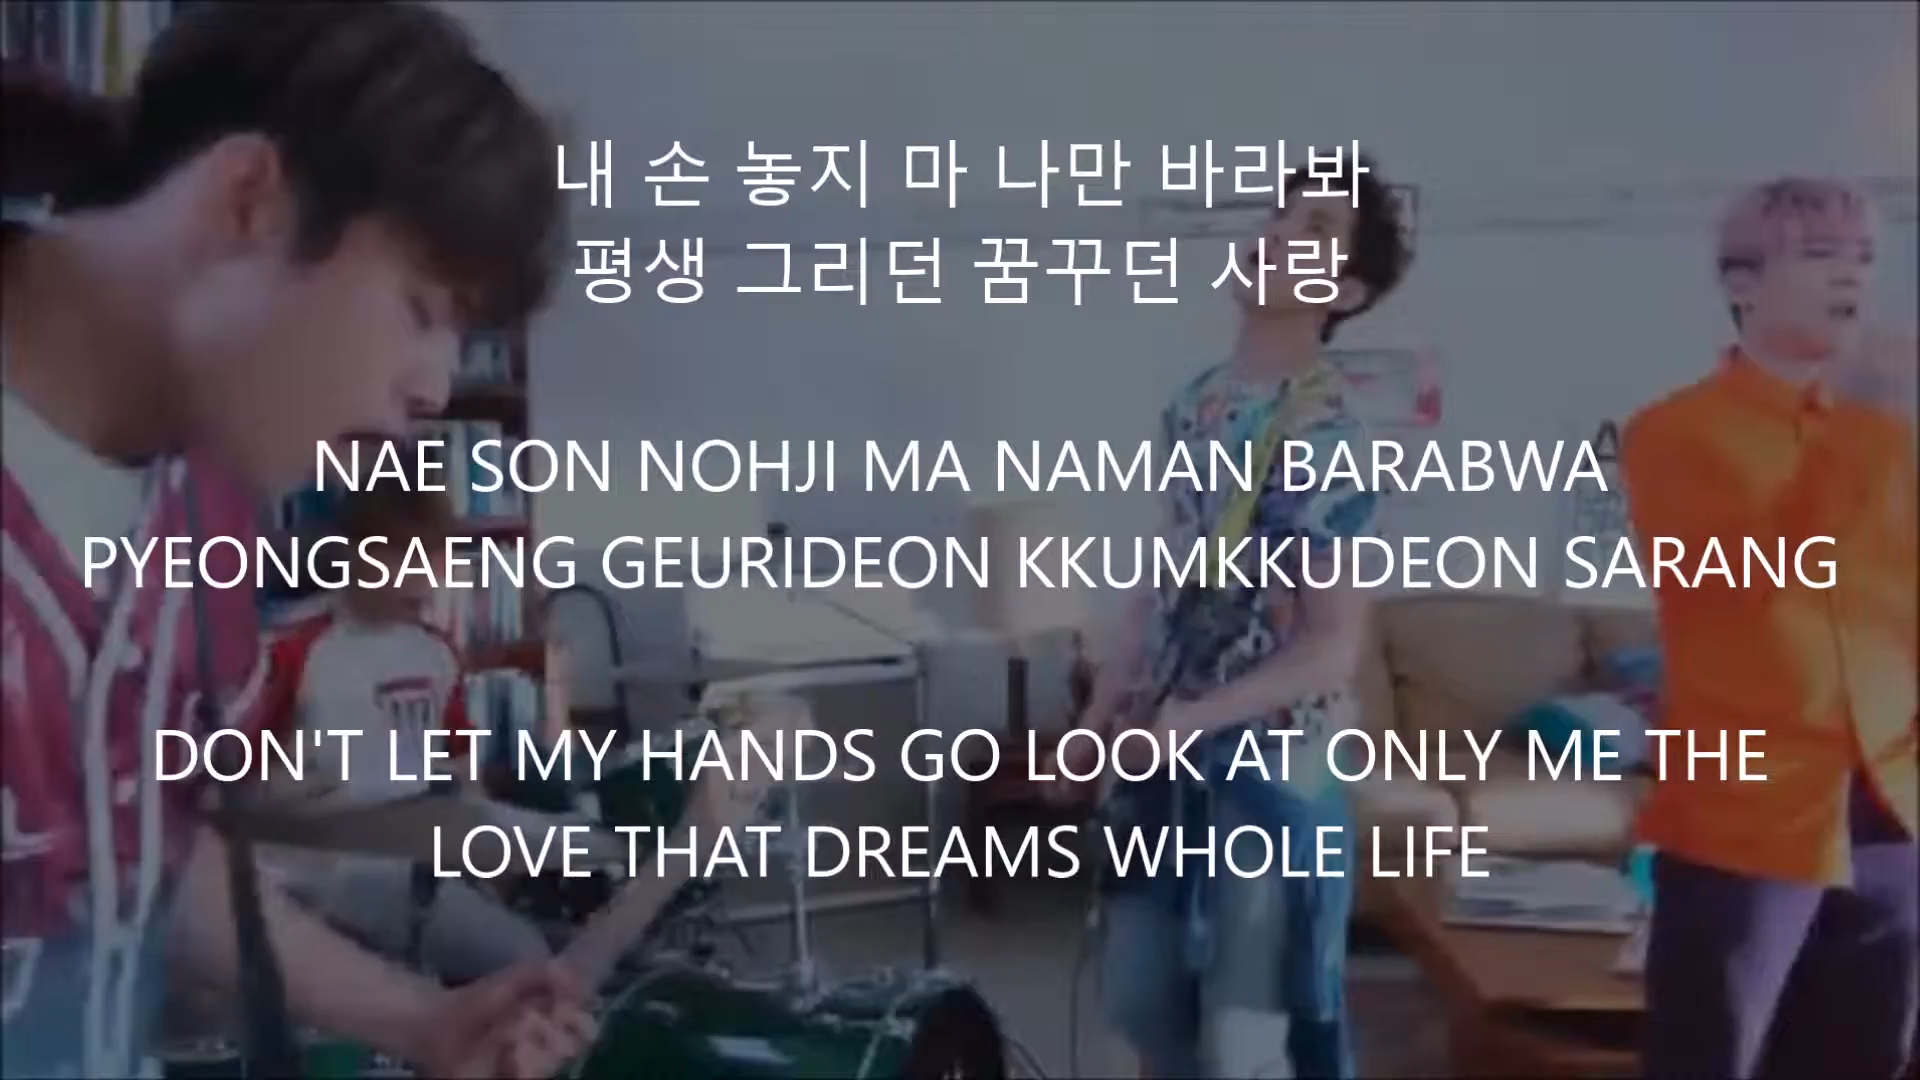 내 손 놓지 마 나만 바라봐
평생 그리던 꿈꾸던 사랑
NAE SON NOHJI MA NAMAN BARABWA
PYEONGSAENG GEURIDEON KKUMKKUDEON SARANG
DON'T LET MY HANDS GO LOOK AT ONLY ME THE
LOVE THAT DREAMS WHOLE LIFE